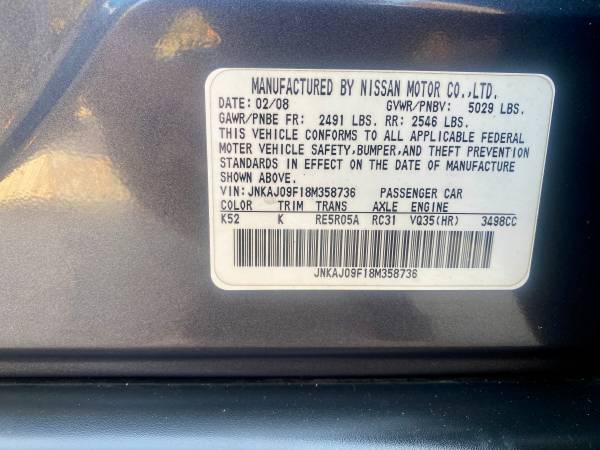 MANUFACTURED BY NISSAN MOTOR CO.,LTD.
DATE: 02/08 GVWR/PNBV: 5029 LBS.
GAWR/PNBE FR: 2491 LBS. RR: 2546 LBS.
THIS VEHICLE CONFORMS TO ALL APPLICABLE FEDERAL
MOTOR VEHICLE SAFETY,BUMPER,AND THEFT PREVENTION
STANDARDS IN EFFECT ON THE DATE OF MANUFACTURE
SHOWN ABOVE.
VIN: JNKAJ09F18M358736 PASSENGER CAR
COLOR TRIM TRANS AXLE ENGINE
K52 K RE5R05A RC31 VQ35(HR) 3498CC
JNKAJ09F18M358736